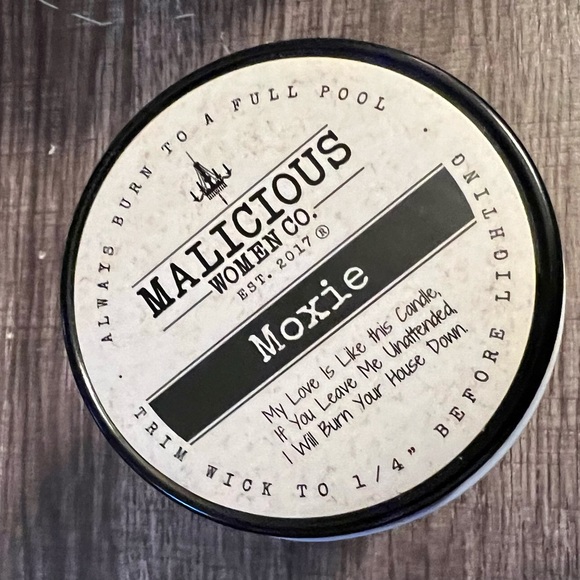 ALWAYS BURN TO A FULL POOL
MALICIOUS
WOMEN CO.
EST. 2017 ®
Moxie
My Love Is Like this Candle,
If You Leave Me Unattended,
I Will Burn Your House Down.
TRIM WICK TO 1/4" BEFORE LIGHTING